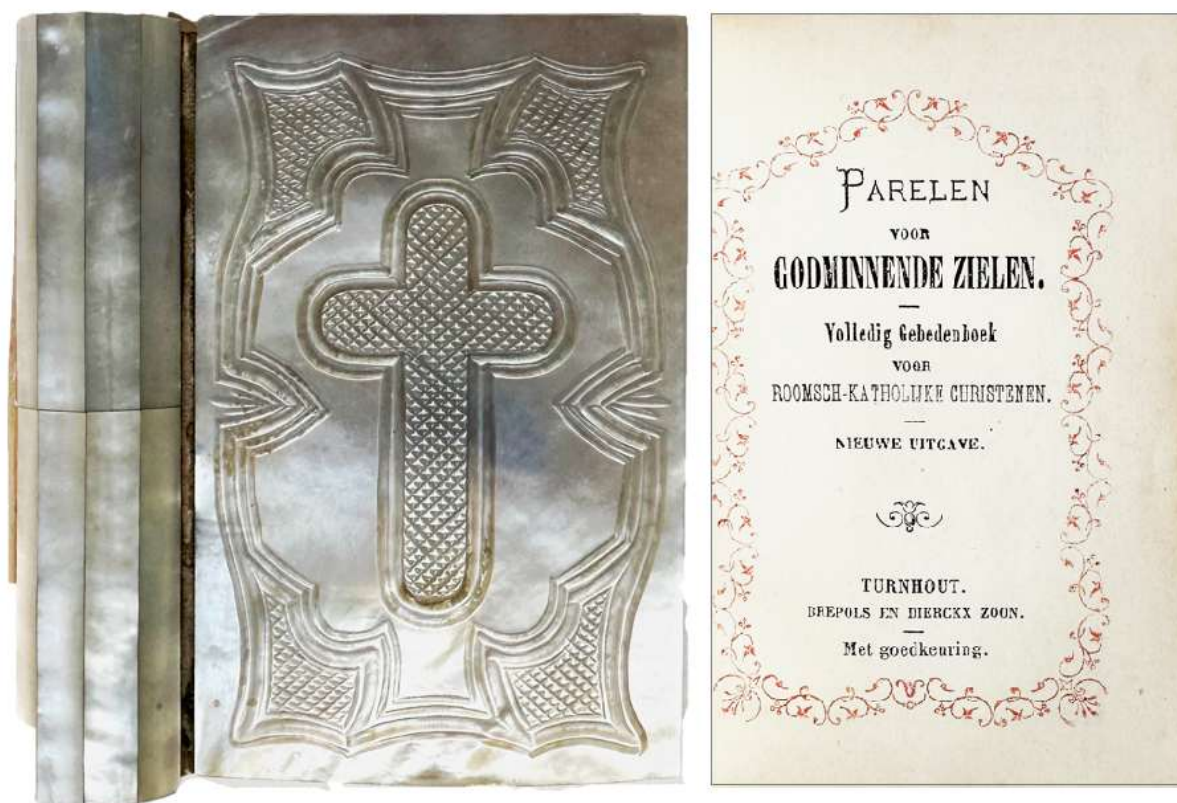 PARELEN
VOOR
GODMINNENDE ZIELEN.
Volledig Gebedenboek
VOOR
ROOMSCH-KATHOLIJKE CHRISTENEN.
NIEUWE UITGAVE.
TURNHOUT.
BREPOLS EN DIERCKX ZOON.
Met goedkeuring.